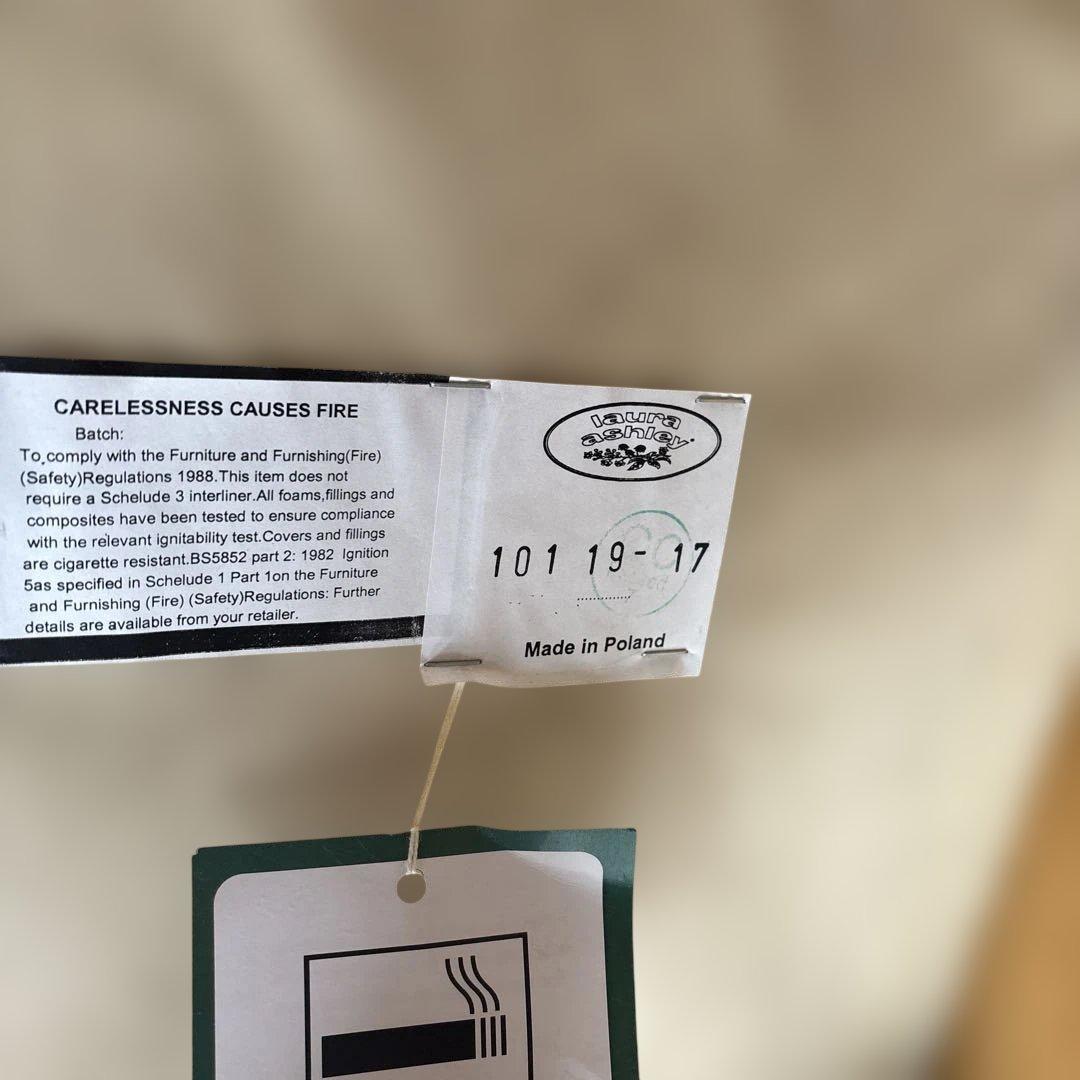 CARELESSNESS CAUSES FIRE
Batch:
To,comply with the Furniture and Furnishing(Fire)
(Safety)Regulations 1988.This item does not
require a Schelude 3 interliner.All foams,fillings and
composites have been tested to ensure compliance
with the relevant ignitability test.Covers and fillings
are cigarette resistant.BS5852 part 2: 1982 Ignition
5as specified in Schelude 1 Part 1on the Furniture
and Furnishing (Fire) (Safety)Regulations: Further
details are available from your retailer.
laura
ashley
101 19- 17
Made in Poland